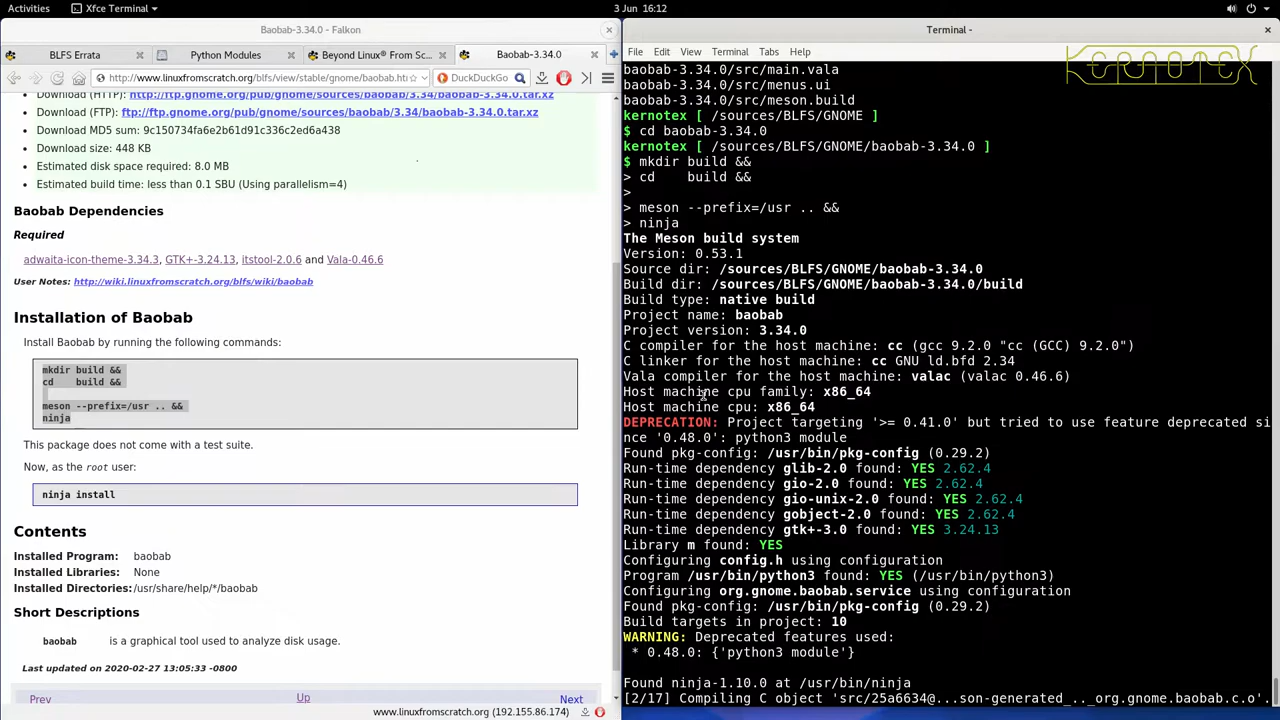 Activities
Xfce Terminal
3 Jun 16:12
Baobab-3.34.0 - Falkon
BLFS Errata
Python Modules
Beyond Linux® From Sc...
Baobab-3.34.0
http://www.linuxfromscratch.org/blfs/view/stable/gnome/baobab.ht
DuckDuckGo
Download (HTTP): http://ftp.gnome.org/pub/gnome/sources/baobab/3.34/baobab-3.34.0.tar.xz
Download (FTP): ftp://ftp.gnome.org/pub/gnome/sources/baobab/3.34/baobab-3.34.0.tar.xz
Download MD5 sum: 9c150734fa6e2b61d91c336c2ed6a438
Download size: 448 KB
Estimated disk space required: 8.0 MB
Estimated build time: less than 0.1 SBU (Using parallelism=4)
Baobab Dependencies
Required
adwaita-icon-theme-3.34.3, GTK+-3.24.13, itstool-2.0.6 and Vala-0.46.6
User Notes: http://wiki.linuxfromscratch.org/blfs/wiki/baobab
Installation of Baobab
Install Baobab by running the following commands:
mkdir build &&
cd    build &&
meson --prefix=/usr .. &&
ninja
This package does not come with a test suite.
Now, as the root user:
ninja install
Contents
Installed Program: baobab
Installed Libraries: None
Installed Directories: /usr/share/help/*/baobab
Short Descriptions
baobab is a graphical tool used to analyze disk usage.
Last updated on 2020-02-27 13:05:33 -0800
Prev
Up
Next
www.linuxfromscratch.org (192.155.86.174)
Terminal -
File Edit View Terminal Tabs Help
KERNOTEX
baobab-3.34.0/src/main.vala
baobab-3.34.0/src/menus.ui
baobab-3.34.0/src/meson.build
kernotex [ /sources/BLFS/GNOME ]
$ cd baobab-3.34.0
kernotex [ /sources/BLFS/GNOME/baobab-3.34.0 ]
$ mkdir build &&
> cd    build &&
>
> meson --prefix=/usr .. &&
> ninja
The Meson build system
Version: 0.53.1
Source dir: /sources/BLFS/GNOME/baobab-3.34.0
Build dir: /sources/BLFS/GNOME/baobab-3.34.0/build
Build type: native build
Project name: baobab
Project version: 3.34.0
C compiler for the host machine: cc (gcc 9.2.0 "cc (GCC) 9.2.0")
C linker for the host machine: cc GNU ld.bfd 2.34
Vala compiler for the host machine: valac (valac 0.46.6)
Host machine cpu family: x86_64
Host machine cpu: x86_64
DEPRECATION: Project targeting '>= 0.41.0' but tried to use feature deprecated si
nce '0.48.0': python3 module
Found pkg-config: /usr/bin/pkg-config (0.29.2)
Run-time dependency glib-2.0 found: YES 2.62.4
Run-time dependency gio-2.0 found: YES 2.62.4
Run-time dependency gio-unix-2.0 found: YES 2.62.4
Run-time dependency gobject-2.0 found: YES 2.62.4
Run-time dependency gtk+-3.0 found: YES 3.24.13
Library m found: YES
Configuring config.h using configuration
Program /usr/bin/python3 found: YES (/usr/bin/python3)
Configuring org.gnome.baobab.service using configuration
Found pkg-config: /usr/bin/pkg-config (0.29.2)
Build targets in project: 10
WARNING: Deprecated features used:
 * 0.48.0: {'python3 module'}
Found ninja-1.10.0 at /usr/bin/ninja
[2/17] Compiling C object 'src/25a6634@...son-generated_.._org.gnome.baobab.c.o'.